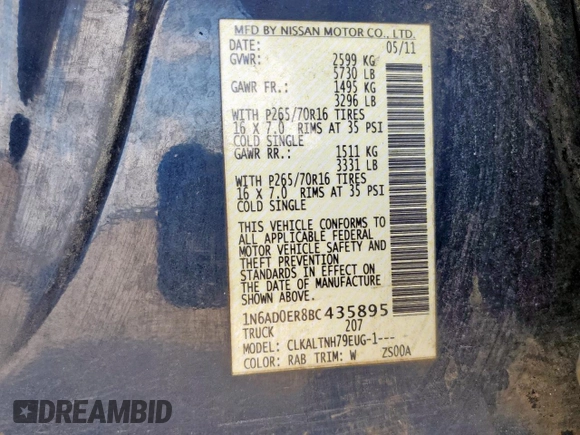 MFD BY NISSAN MOTOR CO., LTD.
DATE: 05/11
GVWR: 2599 KG
5730 LB
GAWR FR.: 1495 KG
3296 LB
WITH P265/70R16 TIRES
16 X 7.0 RIMS AT 35 PSI
COLD SINGLE
GAWR RR.: 1511 KG
3331 LB
WITH P265/70R16 TIRES
16 X 7.0 RIMS AT 35 PSI
COLD SINGLE
THIS VEHICLE CONFORMS TO
ALL APPLICABLE FEDERAL
MOTOR VEHICLE SAFETY AND
THEFT PREVENTION
STANDARDS IN EFFECT ON
THE DATE OF MANUFACTURE
SHOWN ABOVE.
1N6AD0ER8BC435895
TRUCK 207
MODEL: CLKALTNH79EUG-1---
COLOR: RAB TRIM: W ZS00A
DREAMBID